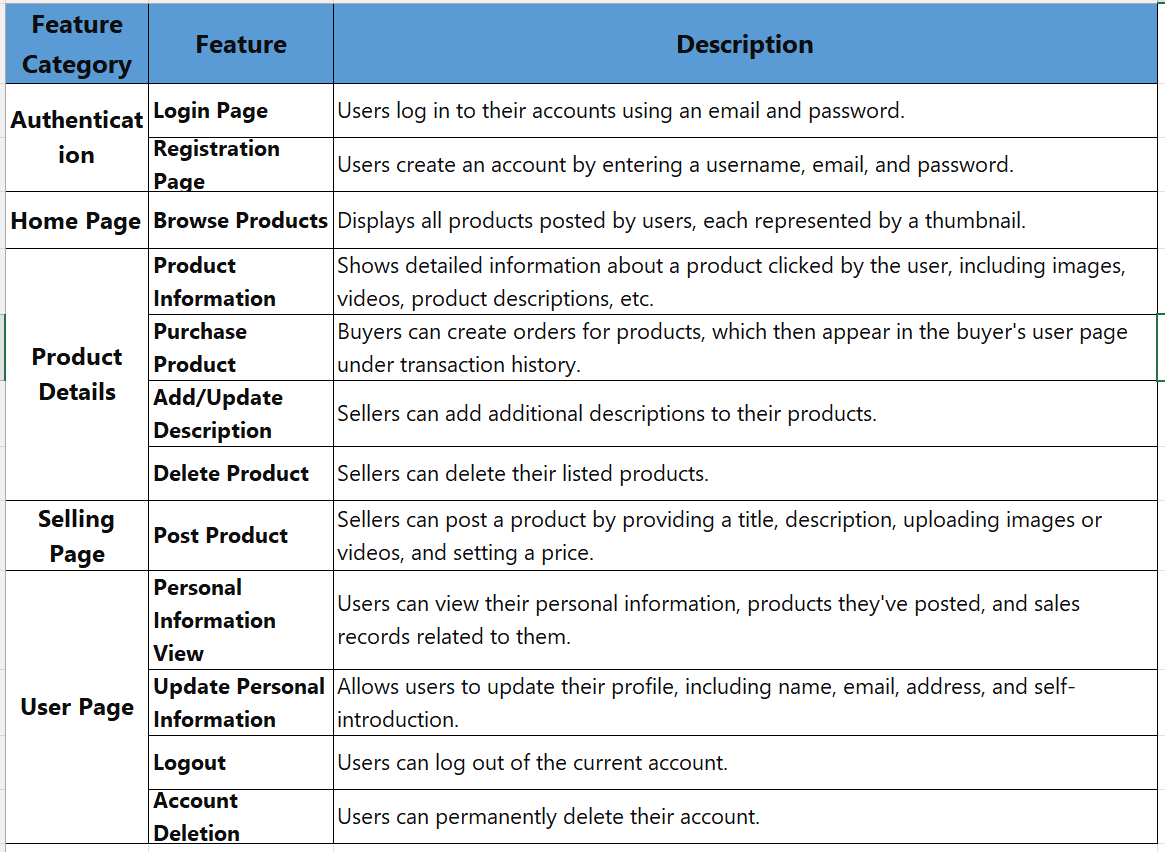 Feature
Category
Feature
Description
Authenticat
ion
Login Page
Users log in to their accounts using an email and password.
Registration
Page
Users create an account by entering a username, email, and password.
Home Page
Browse Products
Displays all products posted by users, each represented by a thumbnail.
Product
Details
Product
Information
Shows detailed information about a product clicked by the user, including images,
videos, product descriptions, etc.
Purchase
Product
Buyers can create orders for products, which then appear in the buyer's user page
under transaction history.
Add/Update
Description
Sellers can add additional descriptions to their products.
Delete Product
Sellers can delete their listed products.
Selling
Page
Post Product
Sellers can post a product by providing a title, description, uploading images or
videos, and setting a price.
User Page
Personal
Information
View
Users can view their personal information, products they've posted, and sales
records related to them.
Update Personal
Information
Allows users to update their profile, including name, email, address, and self-
introduction.
Logout
Users can log out of the current account.
Account
Deletion
Users can permanently delete their account.